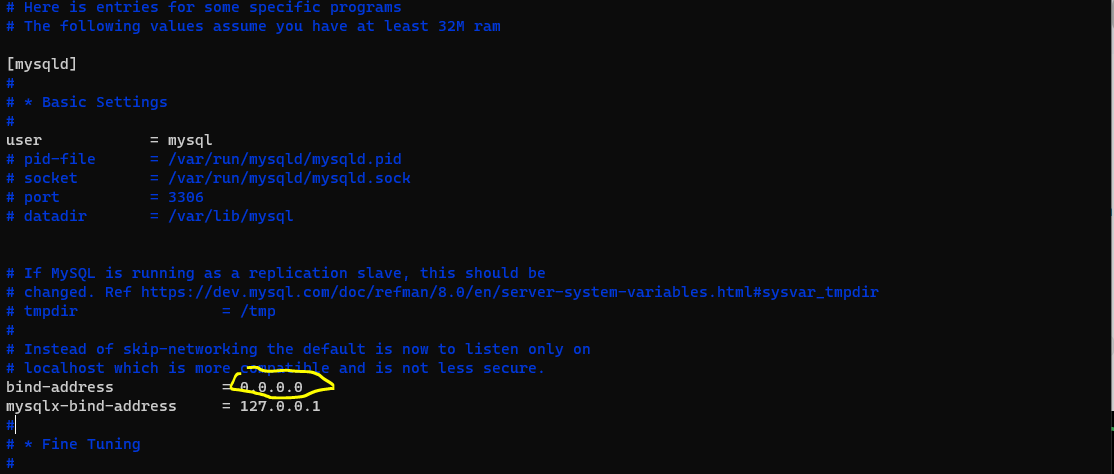 # Here is entries for some specific programs
# The following values assume you have at least 32M ram
[mysqld]
#
# * Basic Settings
#
user            = mysql
# pid-file      = /var/run/mysqld/mysqld.pid
# socket        = /var/run/mysqld/mysqld.sock
# port          = 3306
# datadir       = /var/lib/mysql
# If MySQL is running as a replication slave, this should be
# changed. Ref https://dev.mysql.com/doc/refman/8.0/en/server-system-variables.html#sysvar_tmpdir
# tmpdir                = /tmp
#
# Instead of skip-networking the default is now to listen only on
# localhost which is more compatible and is not less secure.
bind-address            = 0.0.0.0
mysqlx-bind-address     = 127.0.0.1
#
# * Fine Tuning
#